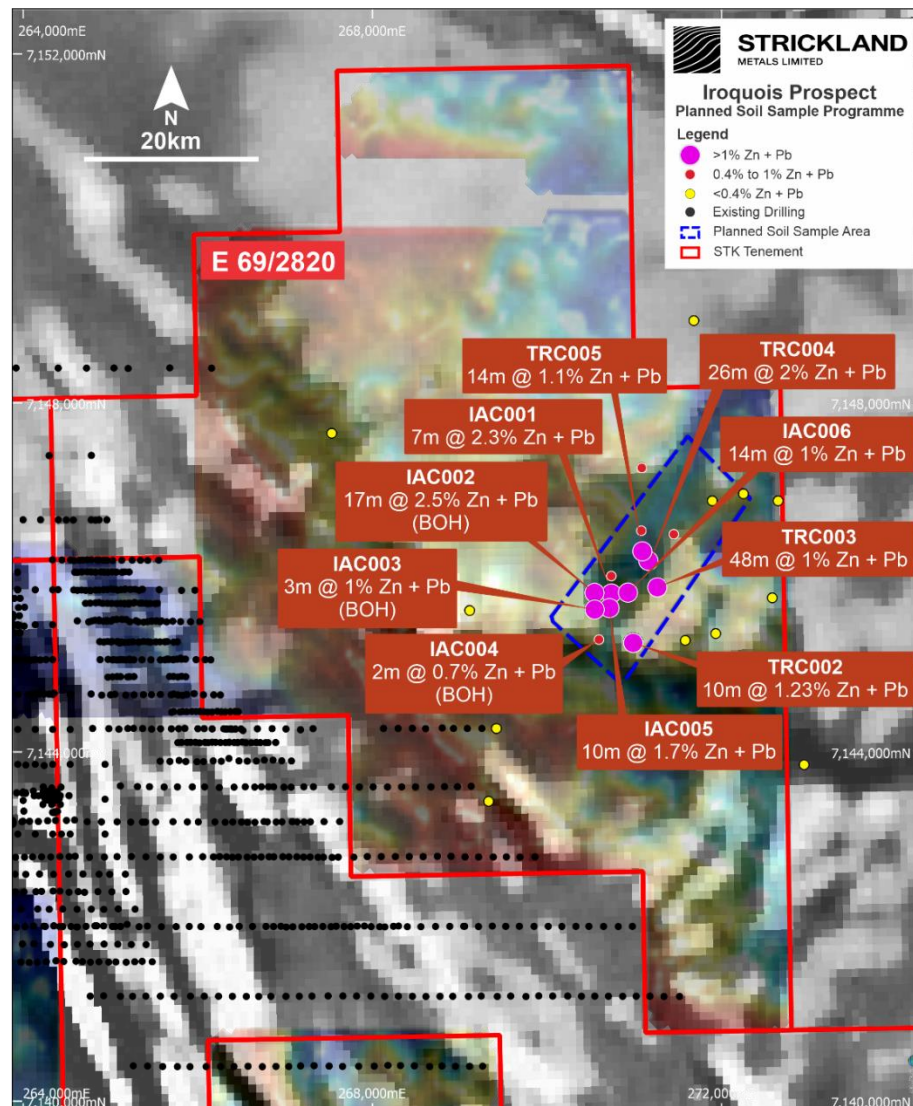 264,000mE
268,000mE
7,152,000mN
N
20km
STRICKLAND
METALS LIMITED
Iroquois Prospect
Planned Soil Sample Programme
Legend
>1% Zn + Pb
0.4% to 1% Zn + Pb
<0.4% Zn + Pb
Existing Drilling
Planned Soil Sample Area
STK Tenement
E 69/2820
TRC005
14m @ 1.1% Zn + Pb
TRC004
26m @ 2% Zn + Pb
7,148,000mN
7,148,000mN
IAC001
7m @ 2.3% Zn + Pb
IAC006
14m @ 1% Zn + Pb
IAC002
17m @ 2.5% Zn + Pb
(BOH)
TRC003
48m @ 1% Zn + Pb
IAC003
3m @ 1% Zn + Pb
(BOH)
IAC004
2m @ 0.7% Zn + Pb
(BOH)
TRC002
10m @ 1.23% Zn + Pb
IAC005
10m @ 1.7% Zn + Pb
7,144,000mN
7,144,000mN
264,000mE
268,000mE
272,000mE
7,140,000mN
7,140,000mN